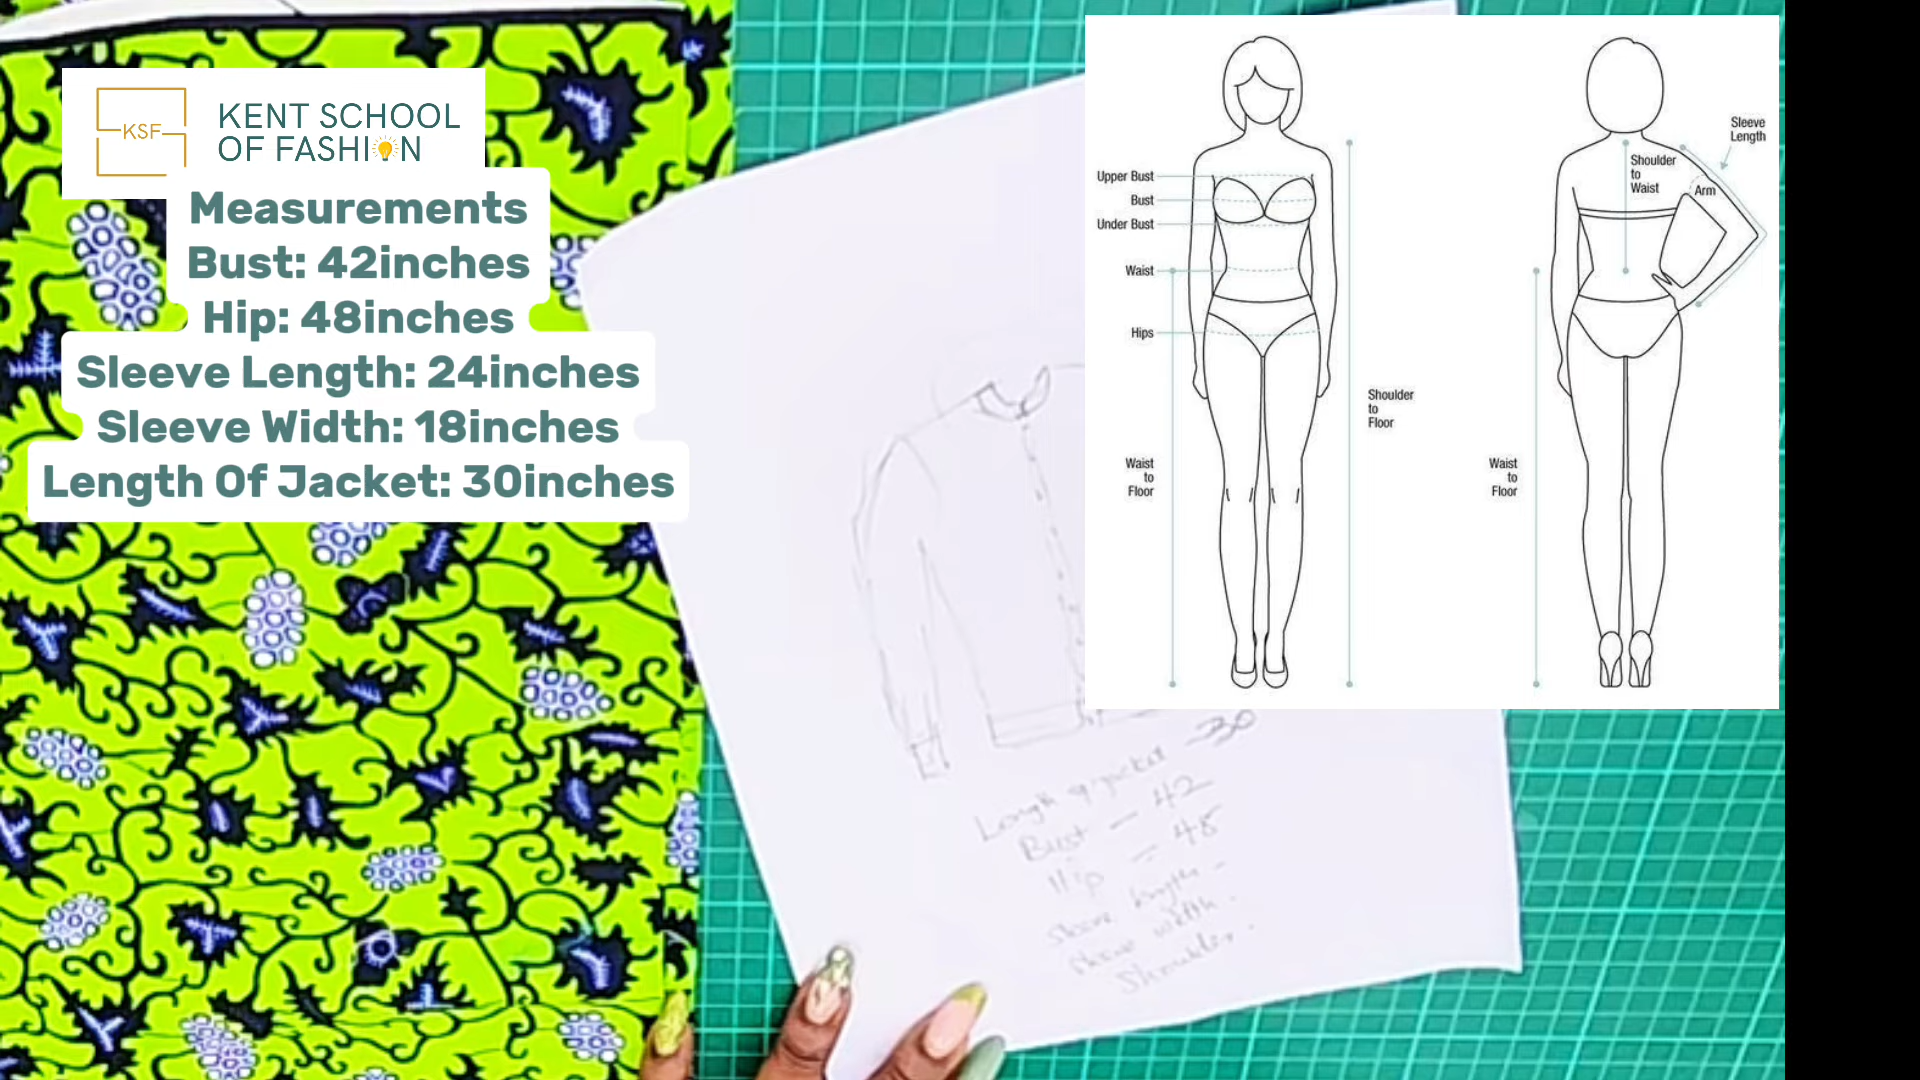 KSF
KENT SCHOOL
OF FASHION
Measurements
Bust: 42inches
Hip: 48inches
Sleeve Length: 24inches
Sleeve Width: 18inches
Length Of Jacket: 30inches
Upper Bust
Bust
Under Bust
Waist
Hips
Waist
to
Floor
Shoulder
to
Floor
Shoulder
to
Waist
Arm
Sleeve
Length
Waist
to
Floor
Length of jacket - 30
Bust - 42
Hip - 48
Sleeve length -
Sleeve width -
Shoulder -